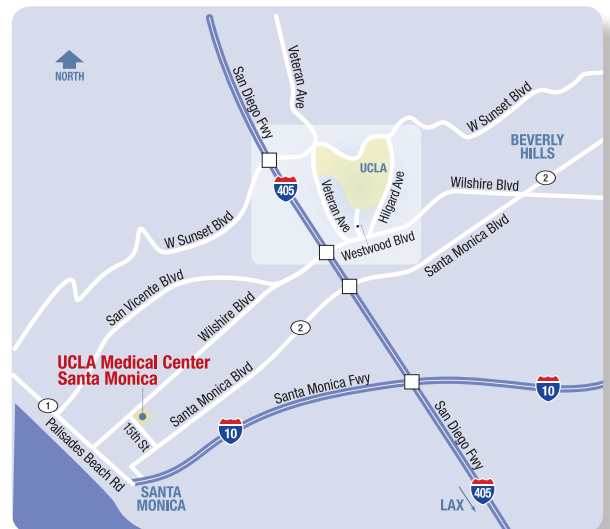 NORTH
San Diego Fwy
Veteran Ave
W Sunset Blvd
BEVERLY
HILLS
2
UCLA
405
Veteran Ave
Hilgard Ave
Wilshire Blvd
Westwood Blvd
W Sunset Blvd
Santa Monica Blvd
San Vicente Blvd
Wilshire Blvd
2
UCLA Medical Center
Santa Monica
Santa Monica Blvd
Santa Monica Fwy
10
1
15th St
10
Palisades Beach Rd
San Diego Fwy
SANTA
MONICA
LAX
405